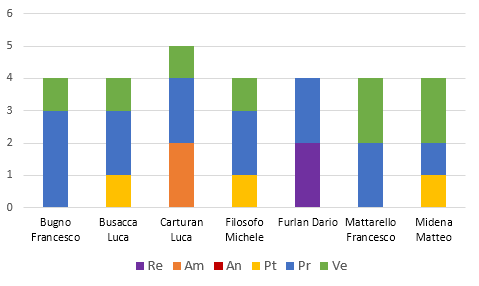 6
5
4
3
2
1
0
Bugno Busacca Carturan Filosofo Furlan Dario Mattarello Midena
Francesco Luca Luca Michele Francesco Matteo
Re Am An Pt Pr Ve